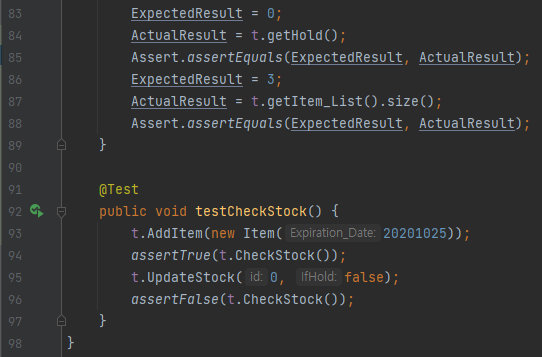 83 ExpectedResult = 0;
84 ActualResult = t.getHold();
85 Assert.assertEquals(ExpectedResult, ActualResult);
86 ExpectedResult = 3;
87 ActualResult = t.getItem_List().size();
88 Assert.assertEquals(ExpectedResult, ActualResult);
89 }
90
91 @Test
92 public void testCheckStock() {
93 t.AddItem(new Item( Expiration_Date: 20201025));
94 assertTrue(t.CheckStock());
95 t.UpdateStock( id: 0, IfHold: false);
96 assertFalse(t.CheckStock());
97 }
98 }